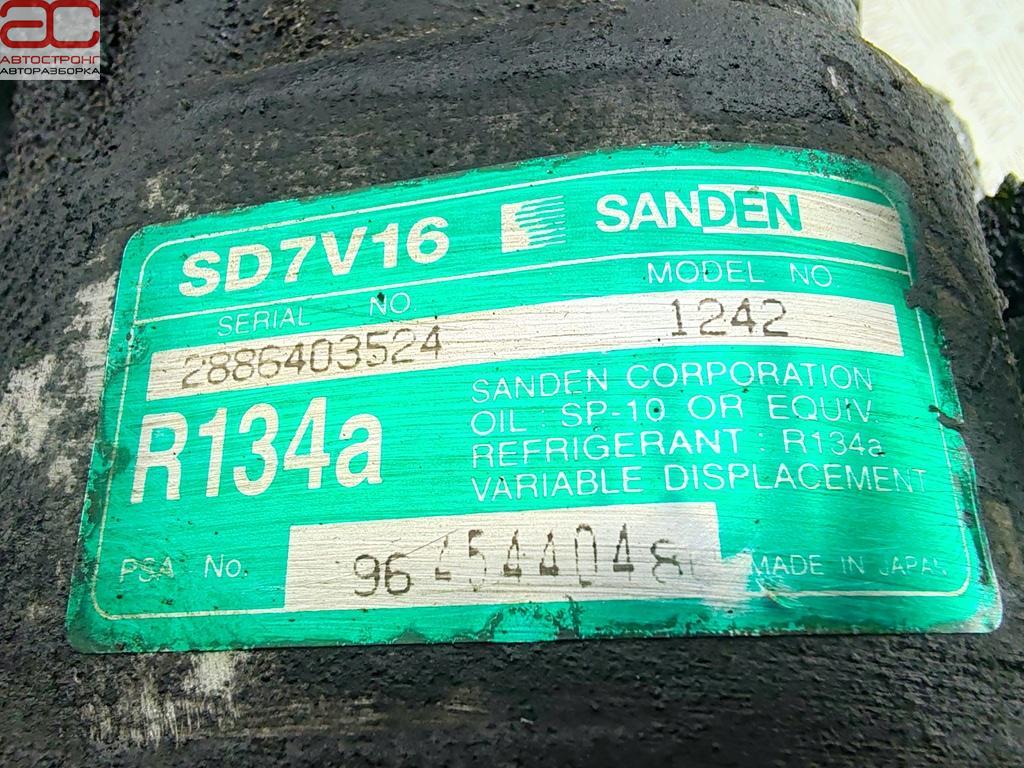 ac
АВТОСТРОНГ
АВТОРАЗБОРКА
SD7V16 SANDEN
SERIAL NO MODEL NO
2886403524 1242
R134a
SANDEN CORPORATION
OIL : SP-10 OR EQUIV.
REFRIGERANT : R134a
VARIABLE DISPLACEMENT
PSA No. MADE IN JAPAN